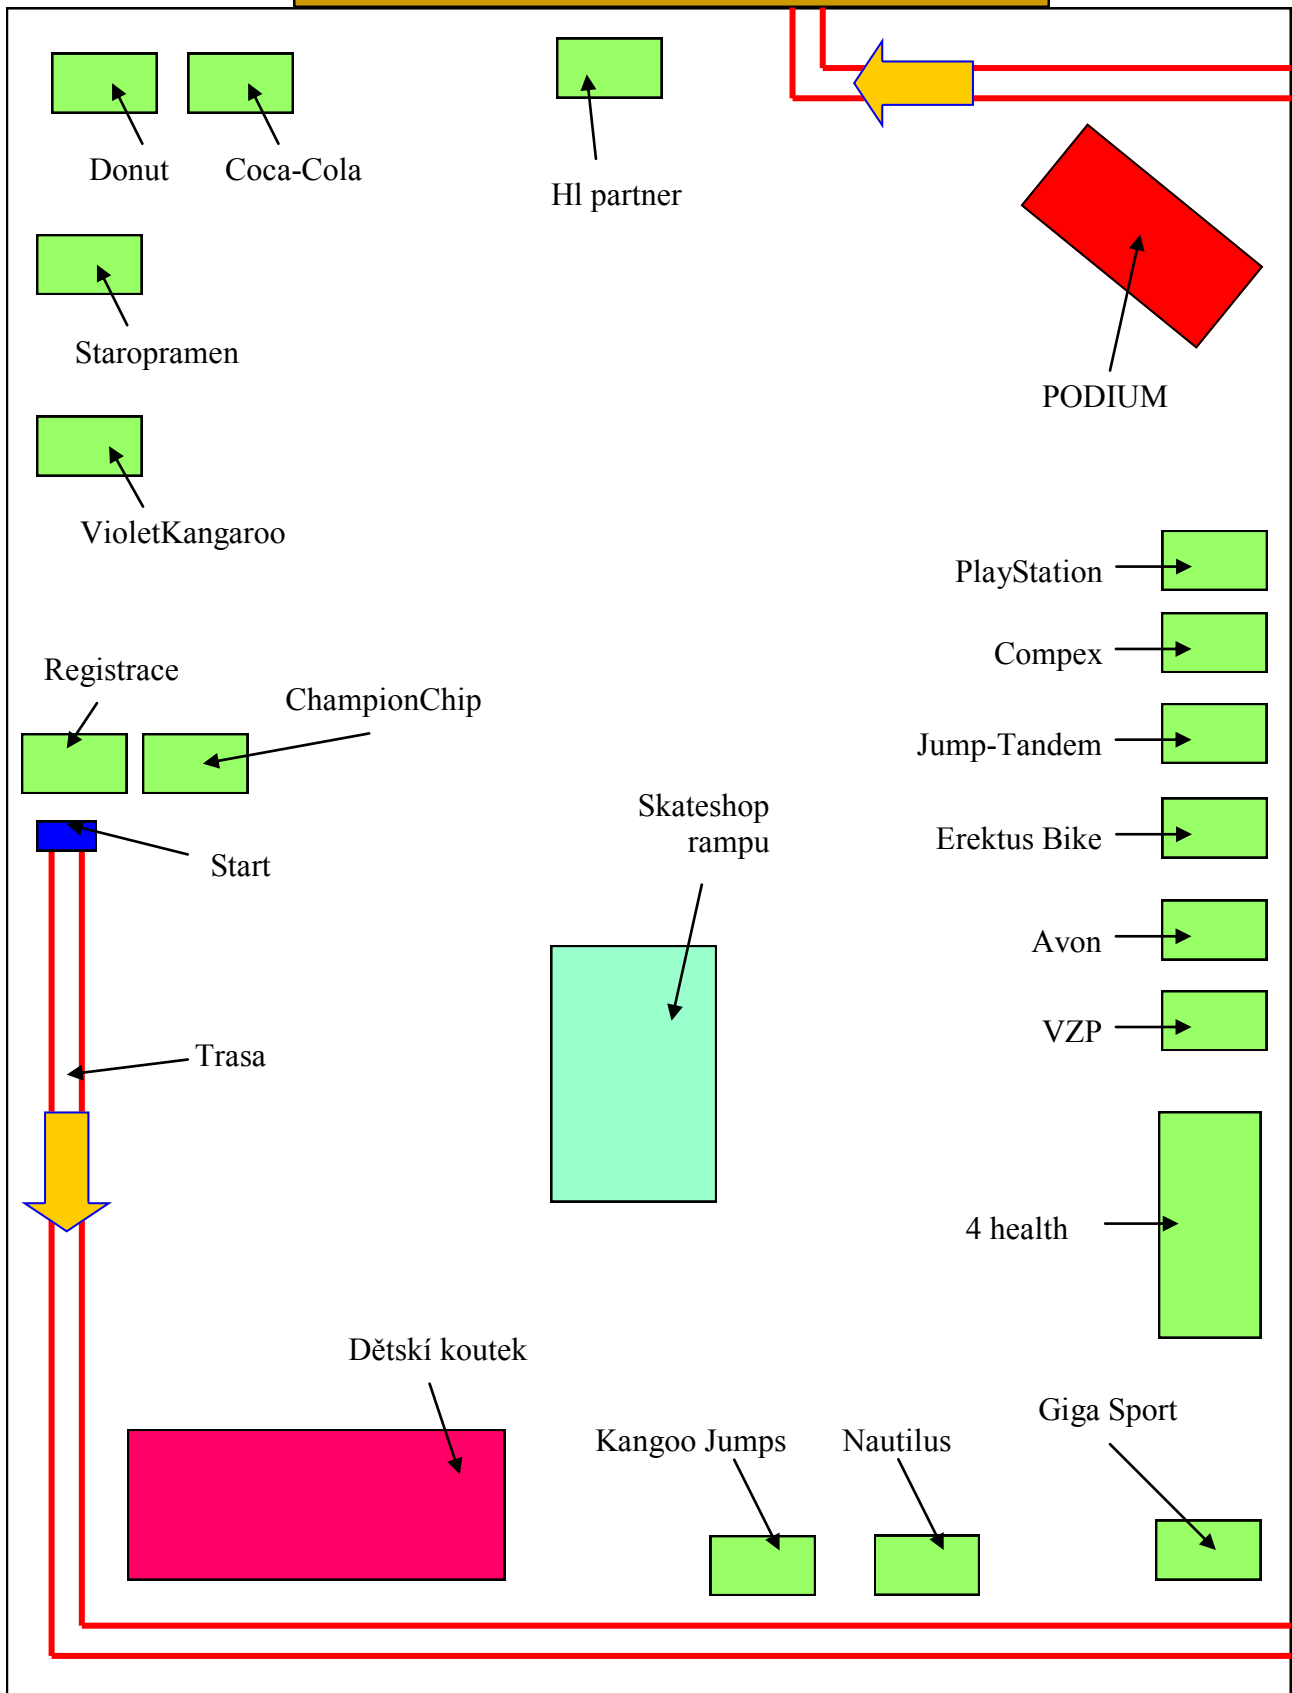 Donut
Coca-Cola
Hl partner
Staropramen
PODIUM
VioletKangaroo
PlayStation
Compex
Registrace
ChampionChip
Jump-Tandem
Skateshop
rampu
Erektus Bike
Start
Avon
VZP
Trasa
4 health
Dětskí koutek
Giga Sport
Kangoo Jumps
Nautilus